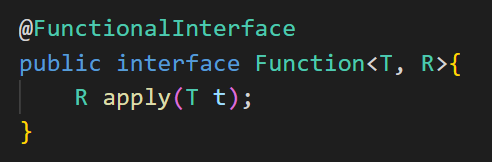 @FunctionalInterface
public interface Function<T, R>{
    R apply(T t);
}